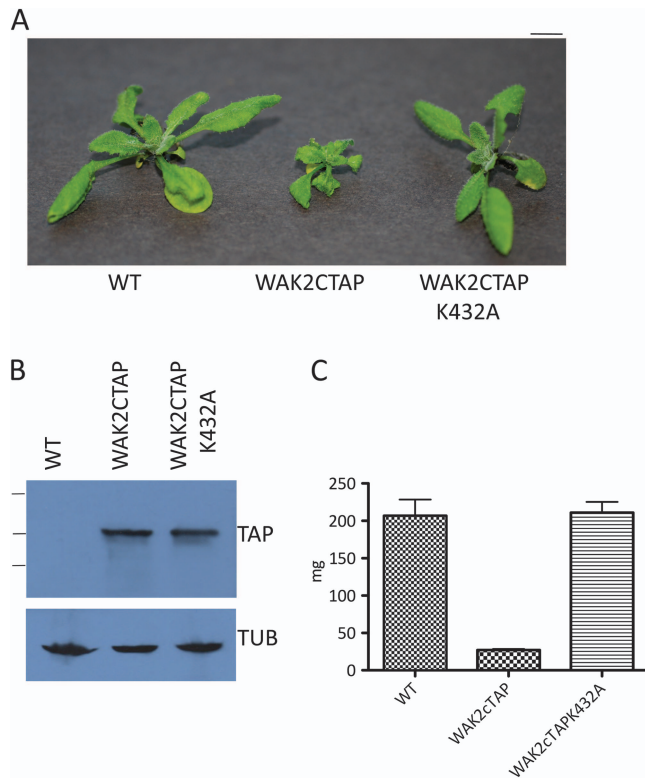 A
WT
WAK2CTAP
WAK2CTAP
K432A
B
WT
WAK2CTAP
WAK2CTAP
K432A
TAP
TUB
C
250
200
150
100
50
0
mg
WT
WAK2cTAP
WAK2cTAPK432A